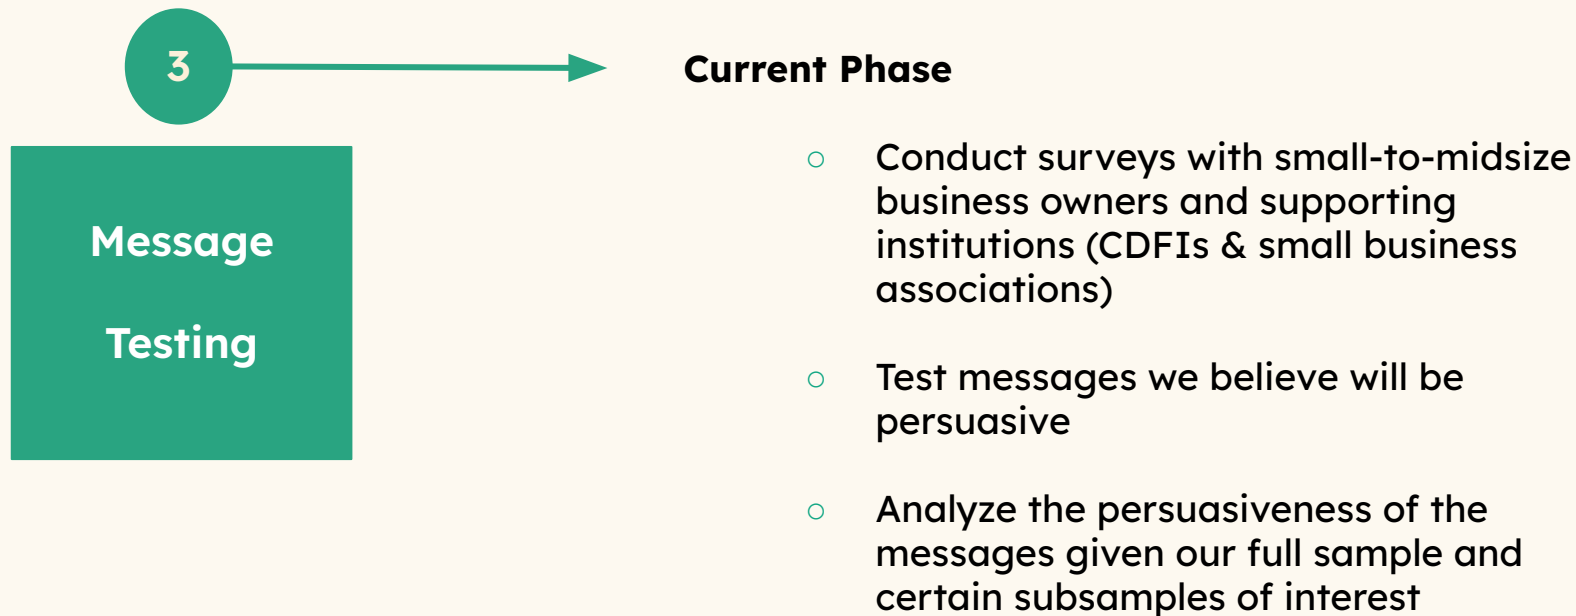 3
Current Phase
Message
Testing
○ Conduct surveys with small-to-midsize
business owners and supporting
institutions (CDFIs & small business
associations)
○ Test messages we believe will be
persuasive
○ Analyze the persuasiveness of the
messages given our full sample and
certain subsamples of interest